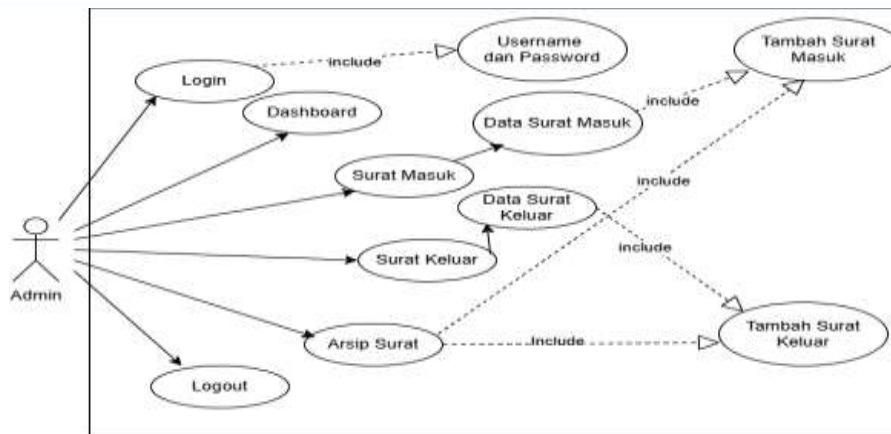 Username
dan Password
Tambah Surat
Masuk
include
Login
include
Dashboard
Data Surat Masuk
Surat Masuk
include
Data Surat
Keluar
Admin
Surat Keluar
include
Arsip Surat
Include
Tambah Surat
Keluar
Logout